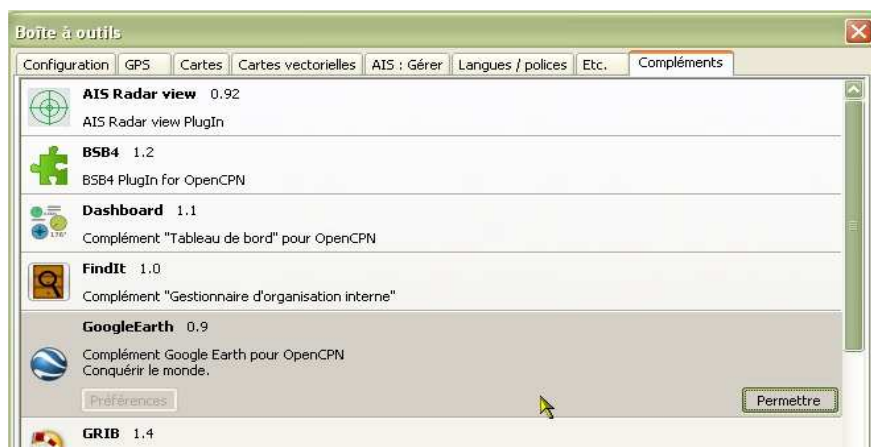 Boîte à outils
Configuration GPS Cartes Cartes vectorielles AIS : Gérer Langues / polices Etc. Compléments
AIS Radar view 0.92
AIS Radar view PlugIn
BSB4 1.2
BSB4 PlugIn for OpenCPN
Dashboard 1.1
Complément "Tableau de bord" pour OpenCPN
FindIt 1.0
Complément "Gestionnaire d'organisation interne"
GoogleEarth 0.9
Complément Google Earth pour OpenCPN
Conquérir le monde.
Préférences Permettre
GRIB 1.4